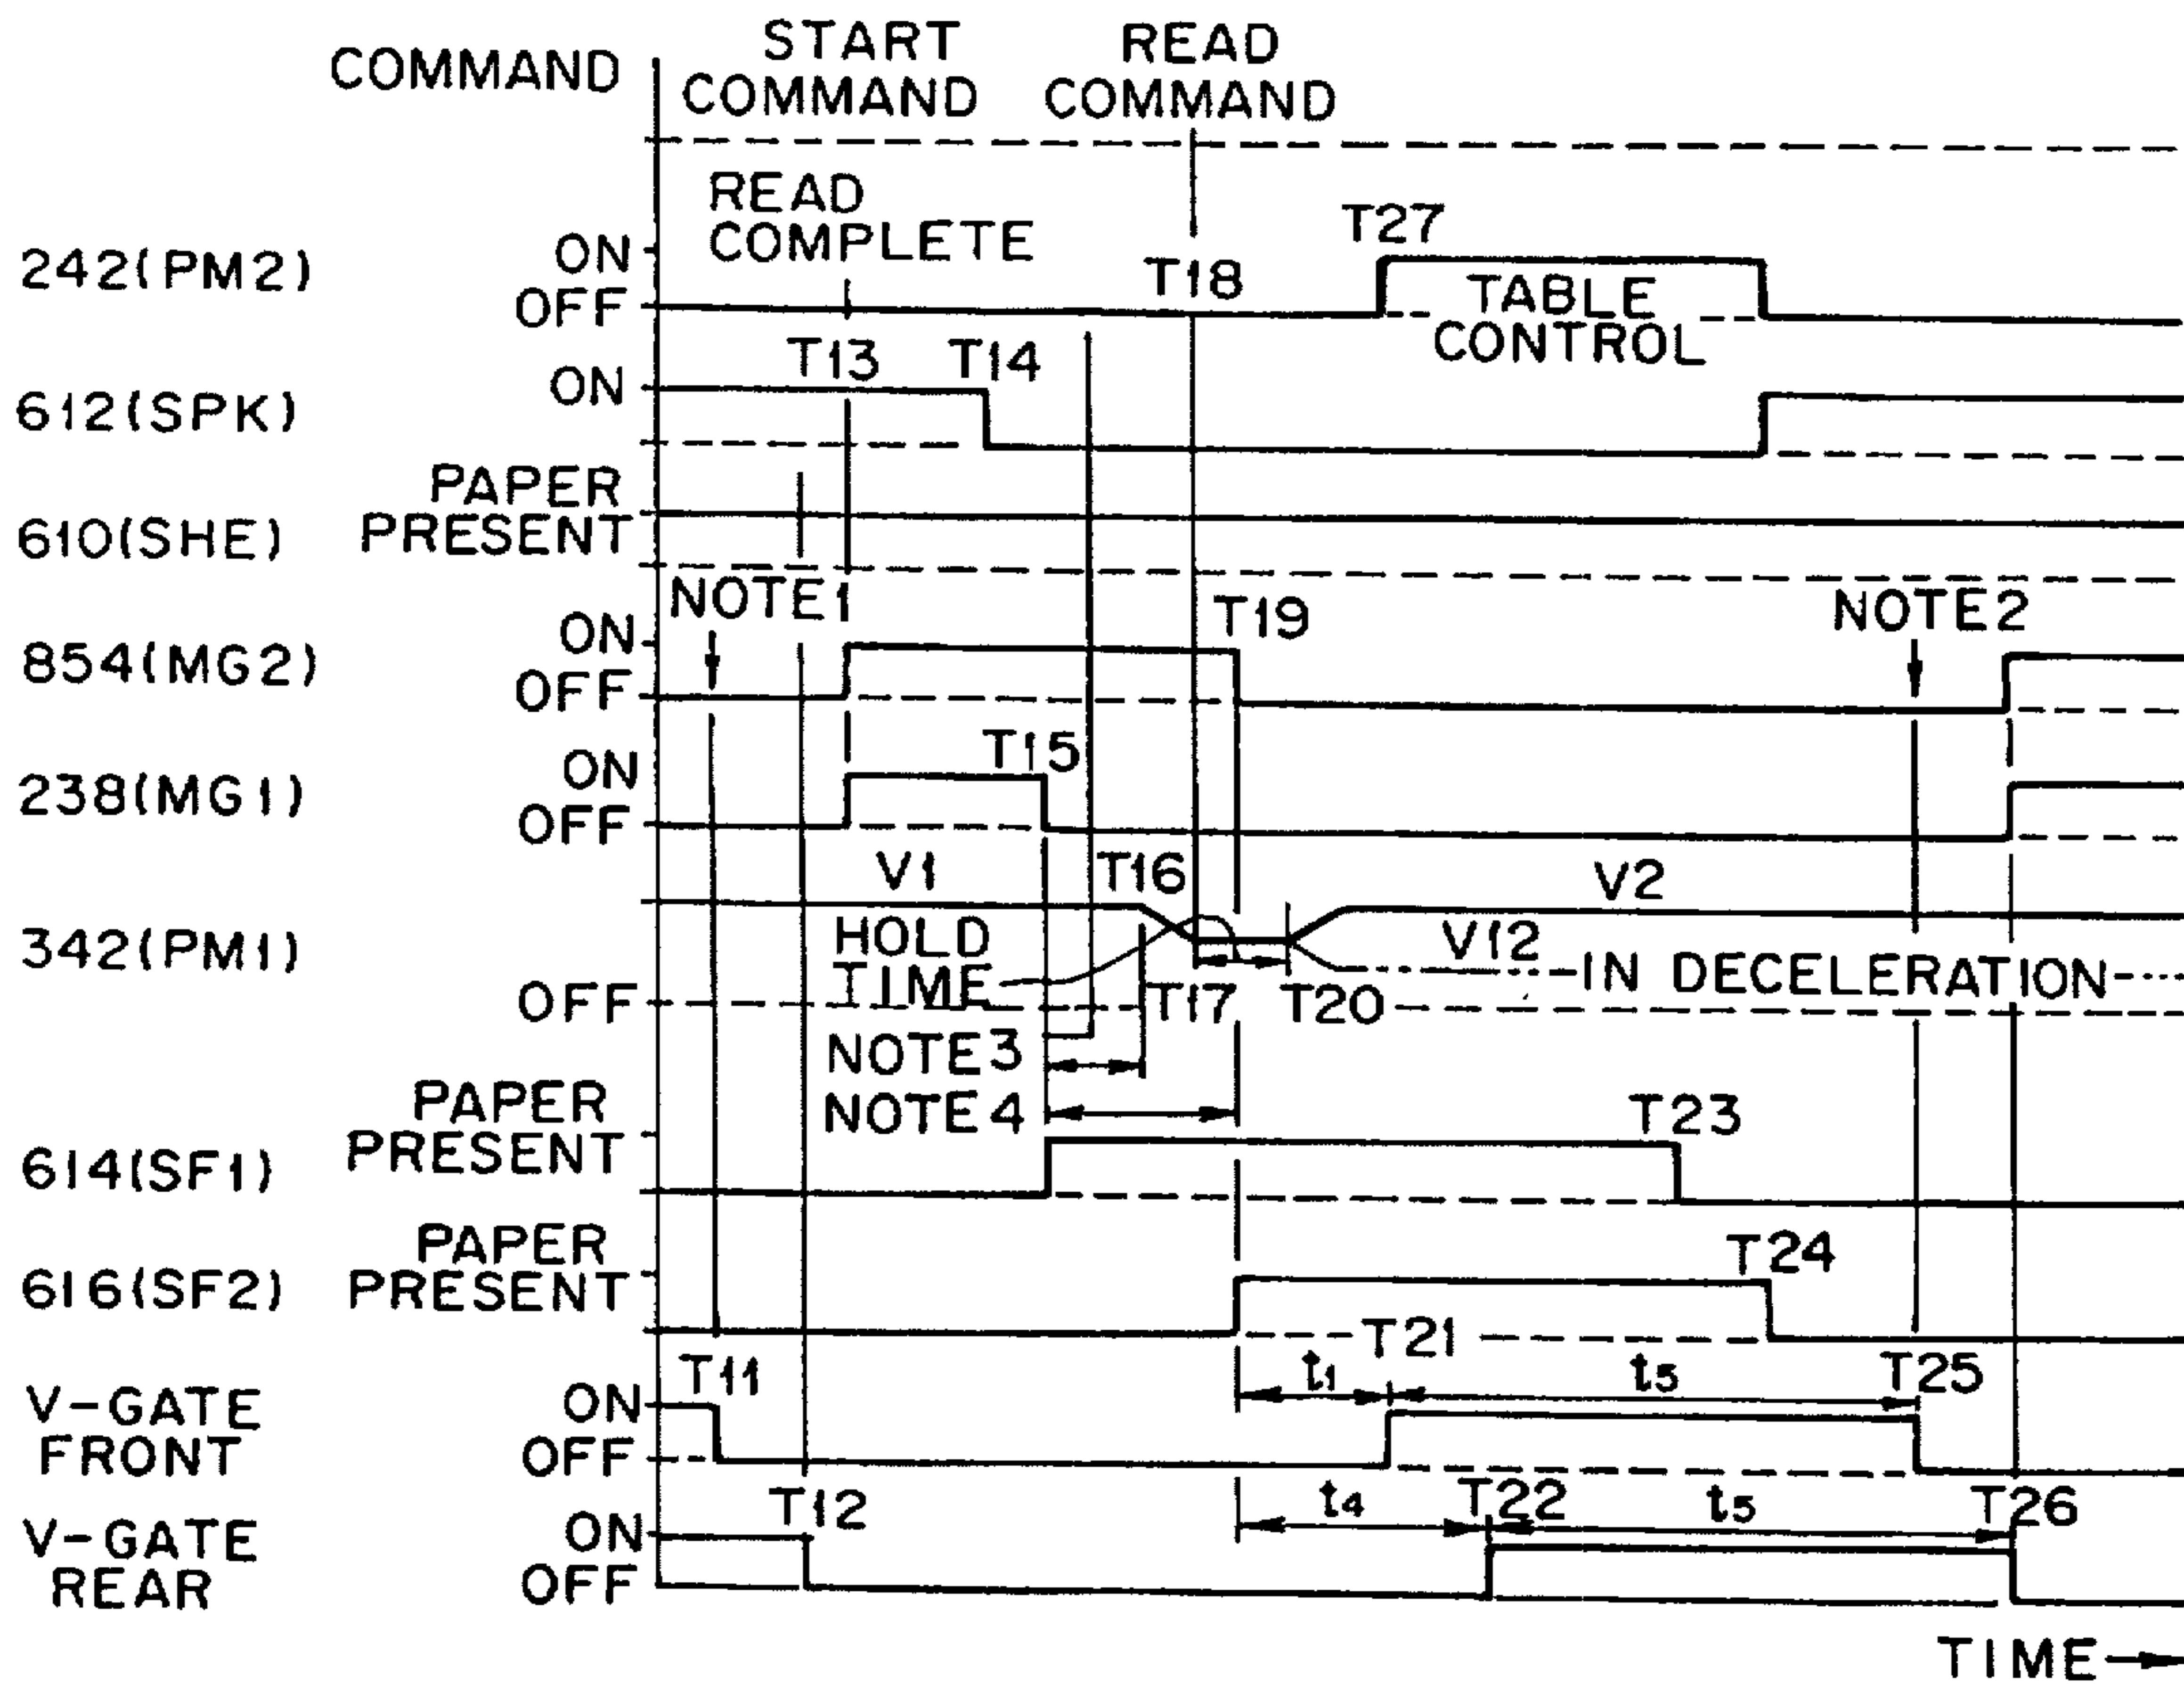 COMMAND
START
COMMAND
READ
COMMAND
READ
COMPLETE
T27
242(PM2)
ON
OFF
T18
TABLE
CONTROL
T13
T14
612(SPK)
ON
PAPER
PRESENT
610(SHE)
NOTE1
T19
NOTE2
854(MG2)
ON
OFF
T15
238(MG1)
ON
OFF
V1
T16
V2
342(PM1)
HOLD
TIME
V12
IN DECELERATION
OFF
T17
T20
NOTE3
NOTE4
PAPER
PRESENT
614(SF1)
T23
PAPER
PRESENT
616(SF2)
T24
T21
T11
t1
t5
T25
V-GATE
FRONT
ON
OFF
T12
t4
T22
t5
T26
V-GATE
REAR
ON
OFF
TIME